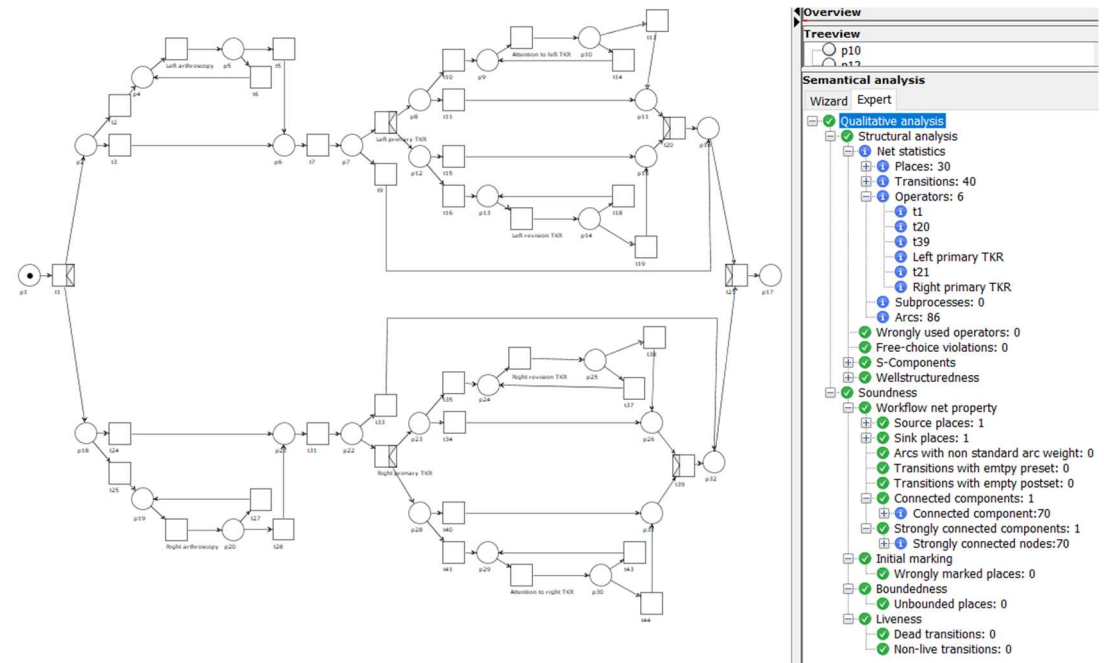 t13
Left arthroscopy
p5
t5
Attention to left TKR
p10
t10
p9
t14
p4
t6
t2
p8
t11
p11
p2
t3
p6
t7
p7
Left primary TKR
t20
p12
t15
t9
t16
p13
t18
Left revision TKR
p14
t19
p1
t1
p17
t38
Right revision TKR
p25
t35
p24
t37
t33
p23
t34
p26
p18
t24
t31
p22
Right primary TKR
t39
p32
t25
p28
t40
p19
t27
t41
p29
t43
Right arthroscopy
p20
t28
Attention to right TKR
p30
t44
Overview
Treeview
p10
p12
Semantical analysis
Wizard Expert
Qualitative analysis
Structural analysis
Net statistics
Places: 30
Transitions: 40
Operators: 6
t1
t20
t39
Left primary TKR
t21
Right primary TKR
Subprocesses: 0
Arcs: 86
Wrongly used operators: 0
Free-choice violations: 0
S-Components
Wellstructuredness
Soundness
Workflow net property
Source places: 1
Sink places: 1
Arcs with non standard arc weight: 0
Transitions with emtpy preset: 0
Transitions with empty postset: 0
Connected components: 1
Connected component:70
Strongly connected components: 1
Strongly connected nodes:70
Initial marking
Wrongly marked places: 0
Boundedness
Unbounded places: 0
Liveness
Dead transitions: 0
Non-live transitions: 0